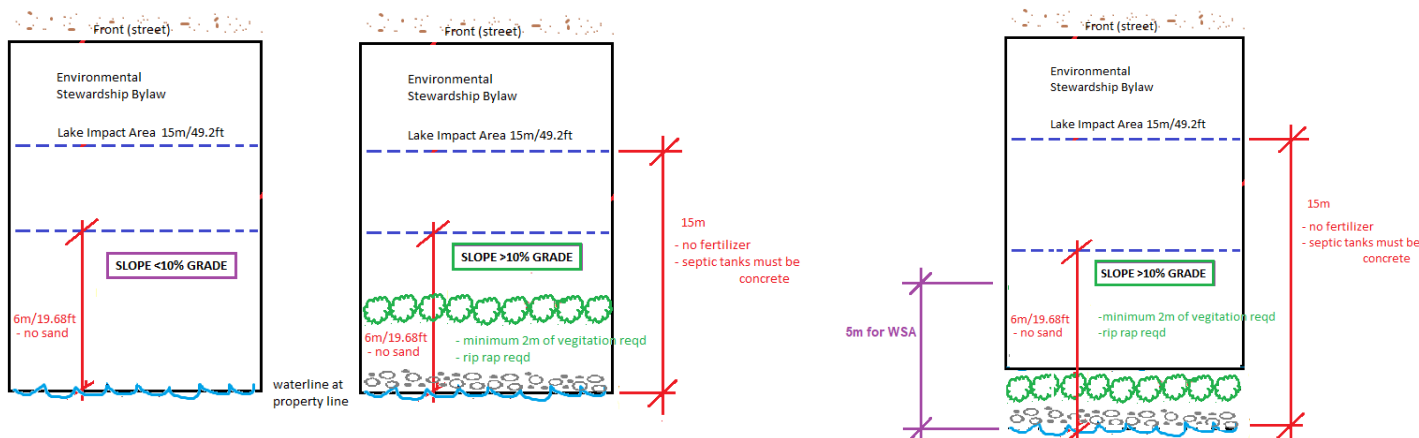 Front (street)
Environmental
Stewardship Bylaw
Lake Impact Area 15m/49.2ft
SLOPE <10% GRADE
6m/19.68ft
- no sand
waterline at
property line
Front (street)
Environmental
Stewardship Bylaw
Lake Impact Area 15m/49.2ft
SLOPE >10% GRADE
6m/19.68ft
- no sand
- minimum 2m of vegitation reqd
- rip rap reqd
15m
- no fertilizer
- septic tanks must be
concrete
Front (street)
Environmental
Stewardship Bylaw
Lake Impact Area 15m/49.2ft
SLOPE >10% GRADE
5m for WSA
6m/19.68ft
- no sand
-minimum 2m of vegitation reqd
-rip rap reqd
15m
- no fertilizer
- septic tanks must be
concrete